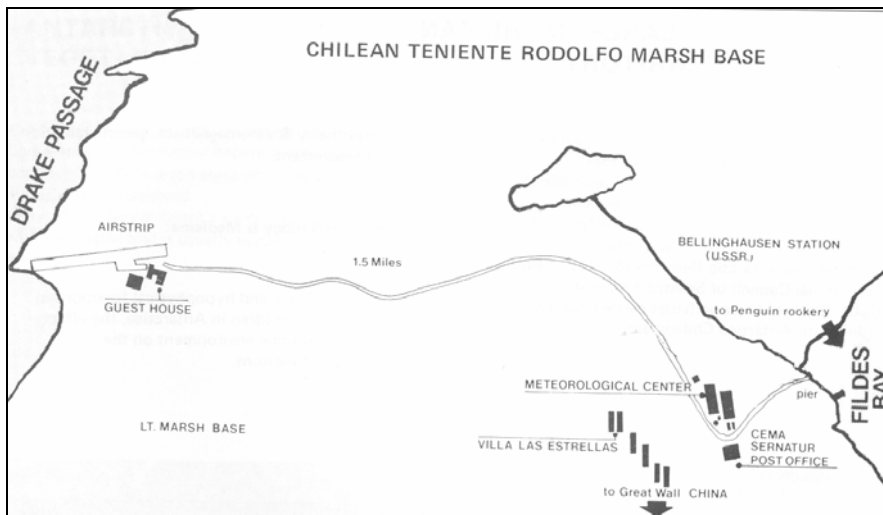 CHILEAN TENIENTE RODOLFO MARSH BASE
DRAKE PASSAGE
AIRSTRIP
GUEST HOUSE
1.5 Miles
BELLINGHAUSEN STATION
(U.S.S.R.)
to Penguin rookery
FILDES
BAY
pier
METEOROLOGICAL CENTER
LT. MARSH BASE
VILLA LAS ESTRELLAS
CEMA
SERNATUR
POST OFFICE
to Great Wall CHINA